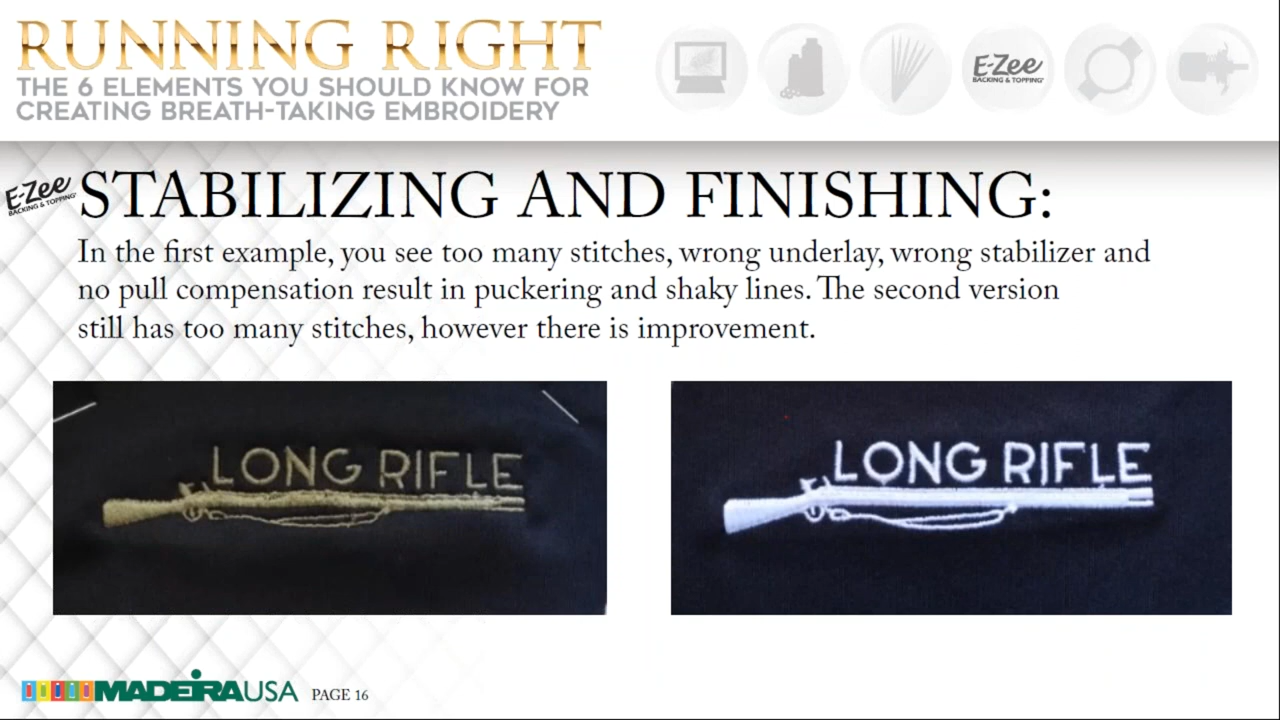 RUNNING RIGHT
THE 6 ELEMENTS YOU SHOULD KNOW FOR
CREATING BREATH-TAKING EMBROIDERY
E-Zee
BACKING & TOPPING
E-Zee
BACKING & TOPPING
STABILIZING AND FINISHING:
In the first example, you see too many stitches, wrong underlay, wrong stabilizer and
no pull compensation result in puckering and shaky lines. The second version
still has too many stitches, however there is improvement.
LONG RIFLE
LONG RIFLE
MADEIRAUSA PAGE 16